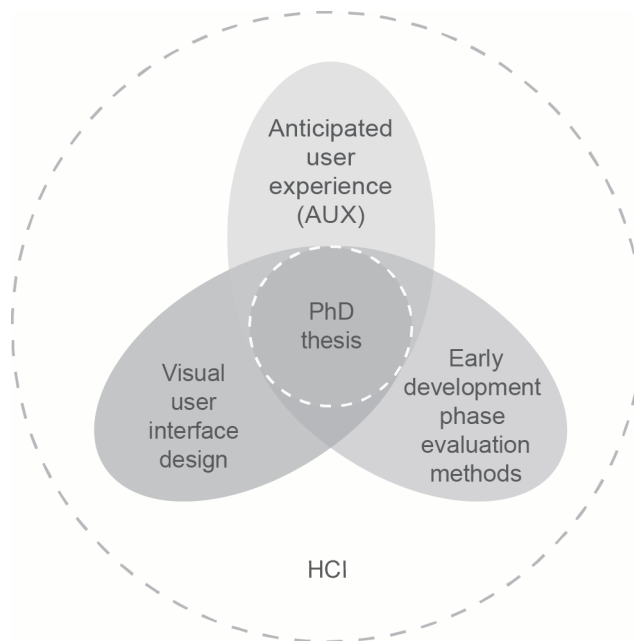 Anticipated
user
experience
(AUX)
PhD
thesis
Visual
user
interface
design
Early
development
phase
evaluation
methods
HCI